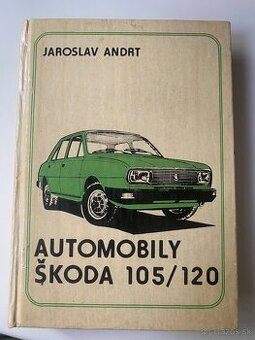 JAROSLAV ANDRT
AUTOMOBILY
ŠKODA 105/120